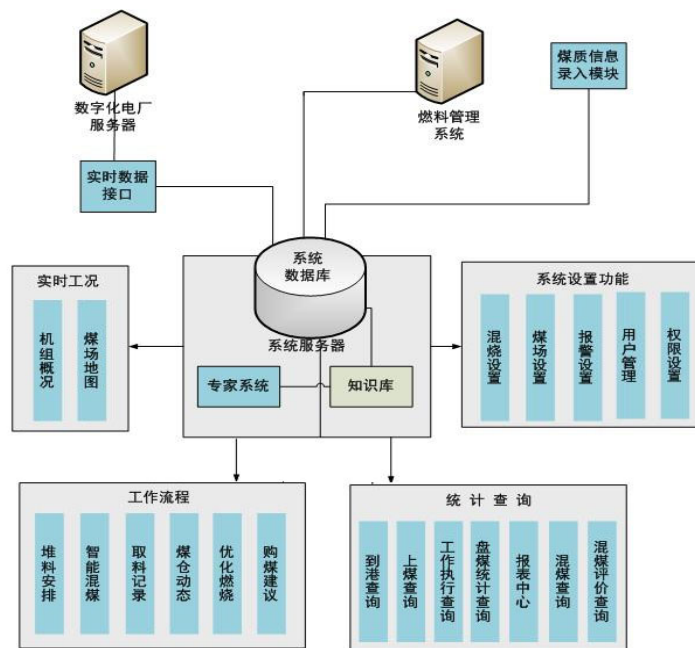 数字化电厂
服务器
燃料管理
系统
煤质信息
录入模块
实时数据
接口
系统
数据库
系统服务器
专家系统
知识库
实时工况
机组概况
煤场地图
系统设置功能
混烧设置
煤场设置
报警设置
用户管理
权限设置
工作流程
堆料安排
智能混煤
取料记录
煤仓动态
优化燃烧
购煤建议
统计查询
到港查询
上煤查询
工作执行查询
盘煤统计查询
报表中心
混煤查询
混煤评价查询